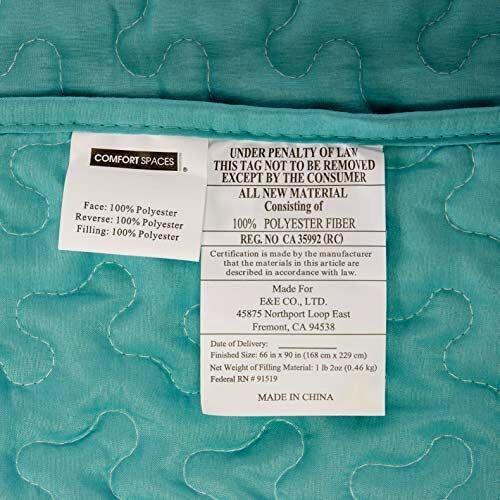 COMFORT SPACES ®
Face: 100% Polyester
Reverse: 100% Polyester
Filling: 100% Polyester
UNDER PENALTY OF LAW
THIS TAG NOT TO BE REMOVED
EXCEPT BY THE CONSUMER
ALL NEW MATERIAL
Consisting of
100% POLYESTER FIBER
REG. NO CA 35992 (RC)
Certification is made by the manufacturer
that the materials in this article are
described in accordance with law.
Made For
E&E CO., LTD.
45875 Northport Loop East
Fremont, CA 94538
Date of Delivery:
Finished Size: 66 in x 90 in (168 cm x 229 cm)
Net Weight of Filling Material: 1 lb 2oz (0.46 kg)
Federal RN # 91519
MADE IN CHINA